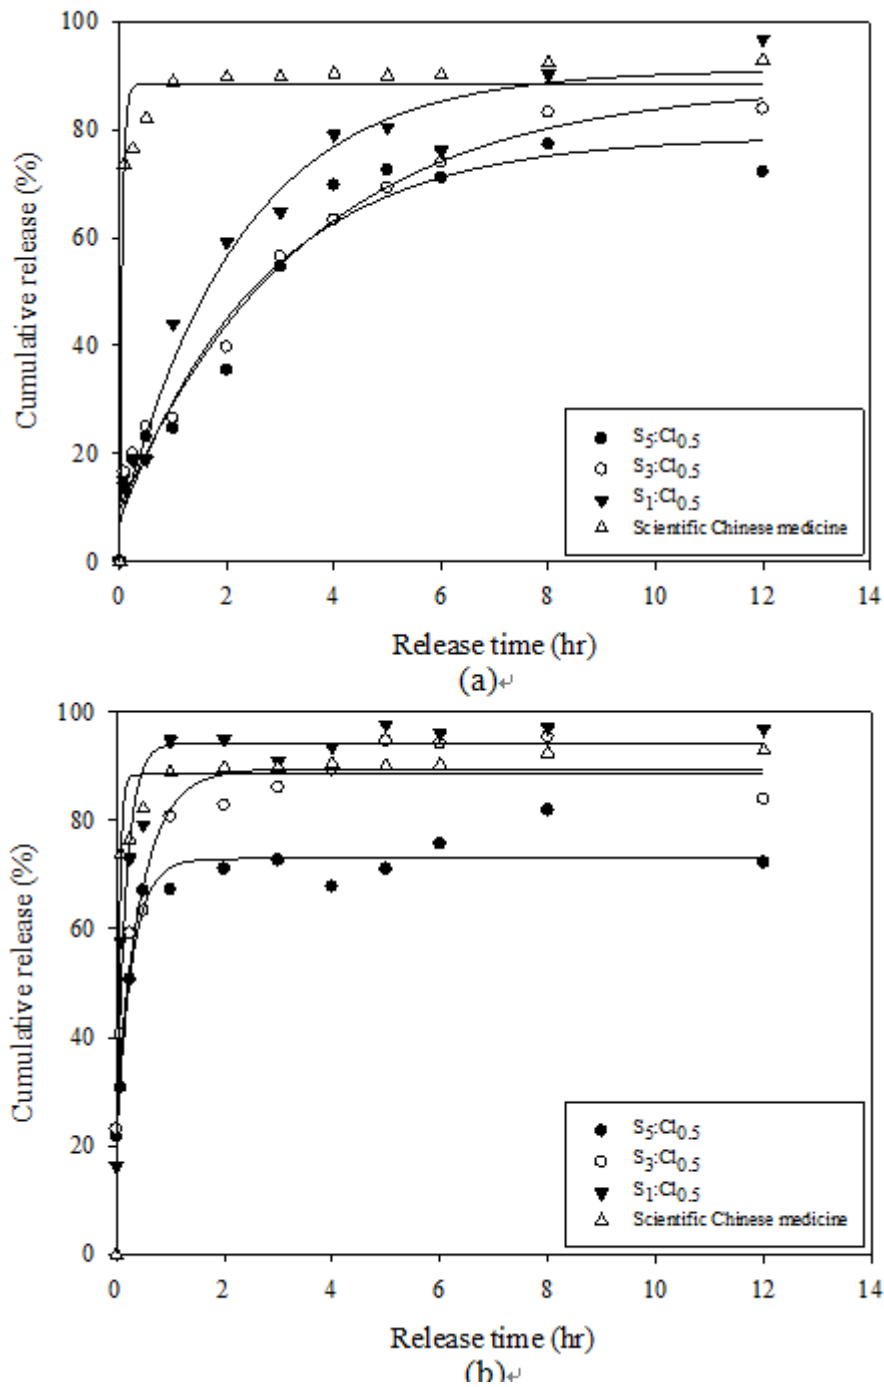 100
80
60
40
20
0
Cumulative release (%)
S5:Cl0.5
S3:Cl0.5
S1:Cl0.5
Scientific Chinese medicine
0 2 4 6 8 10 12 14
Release time (hr)
(a)↵
100
80
60
40
20
0
Cumulative release (%)
S5:Cl0.5
S3:Cl0.5
S1:Cl0.5
Scientific Chinese medicine
0 2 4 6 8 10 12 14
Release time (hr)
(b)↵